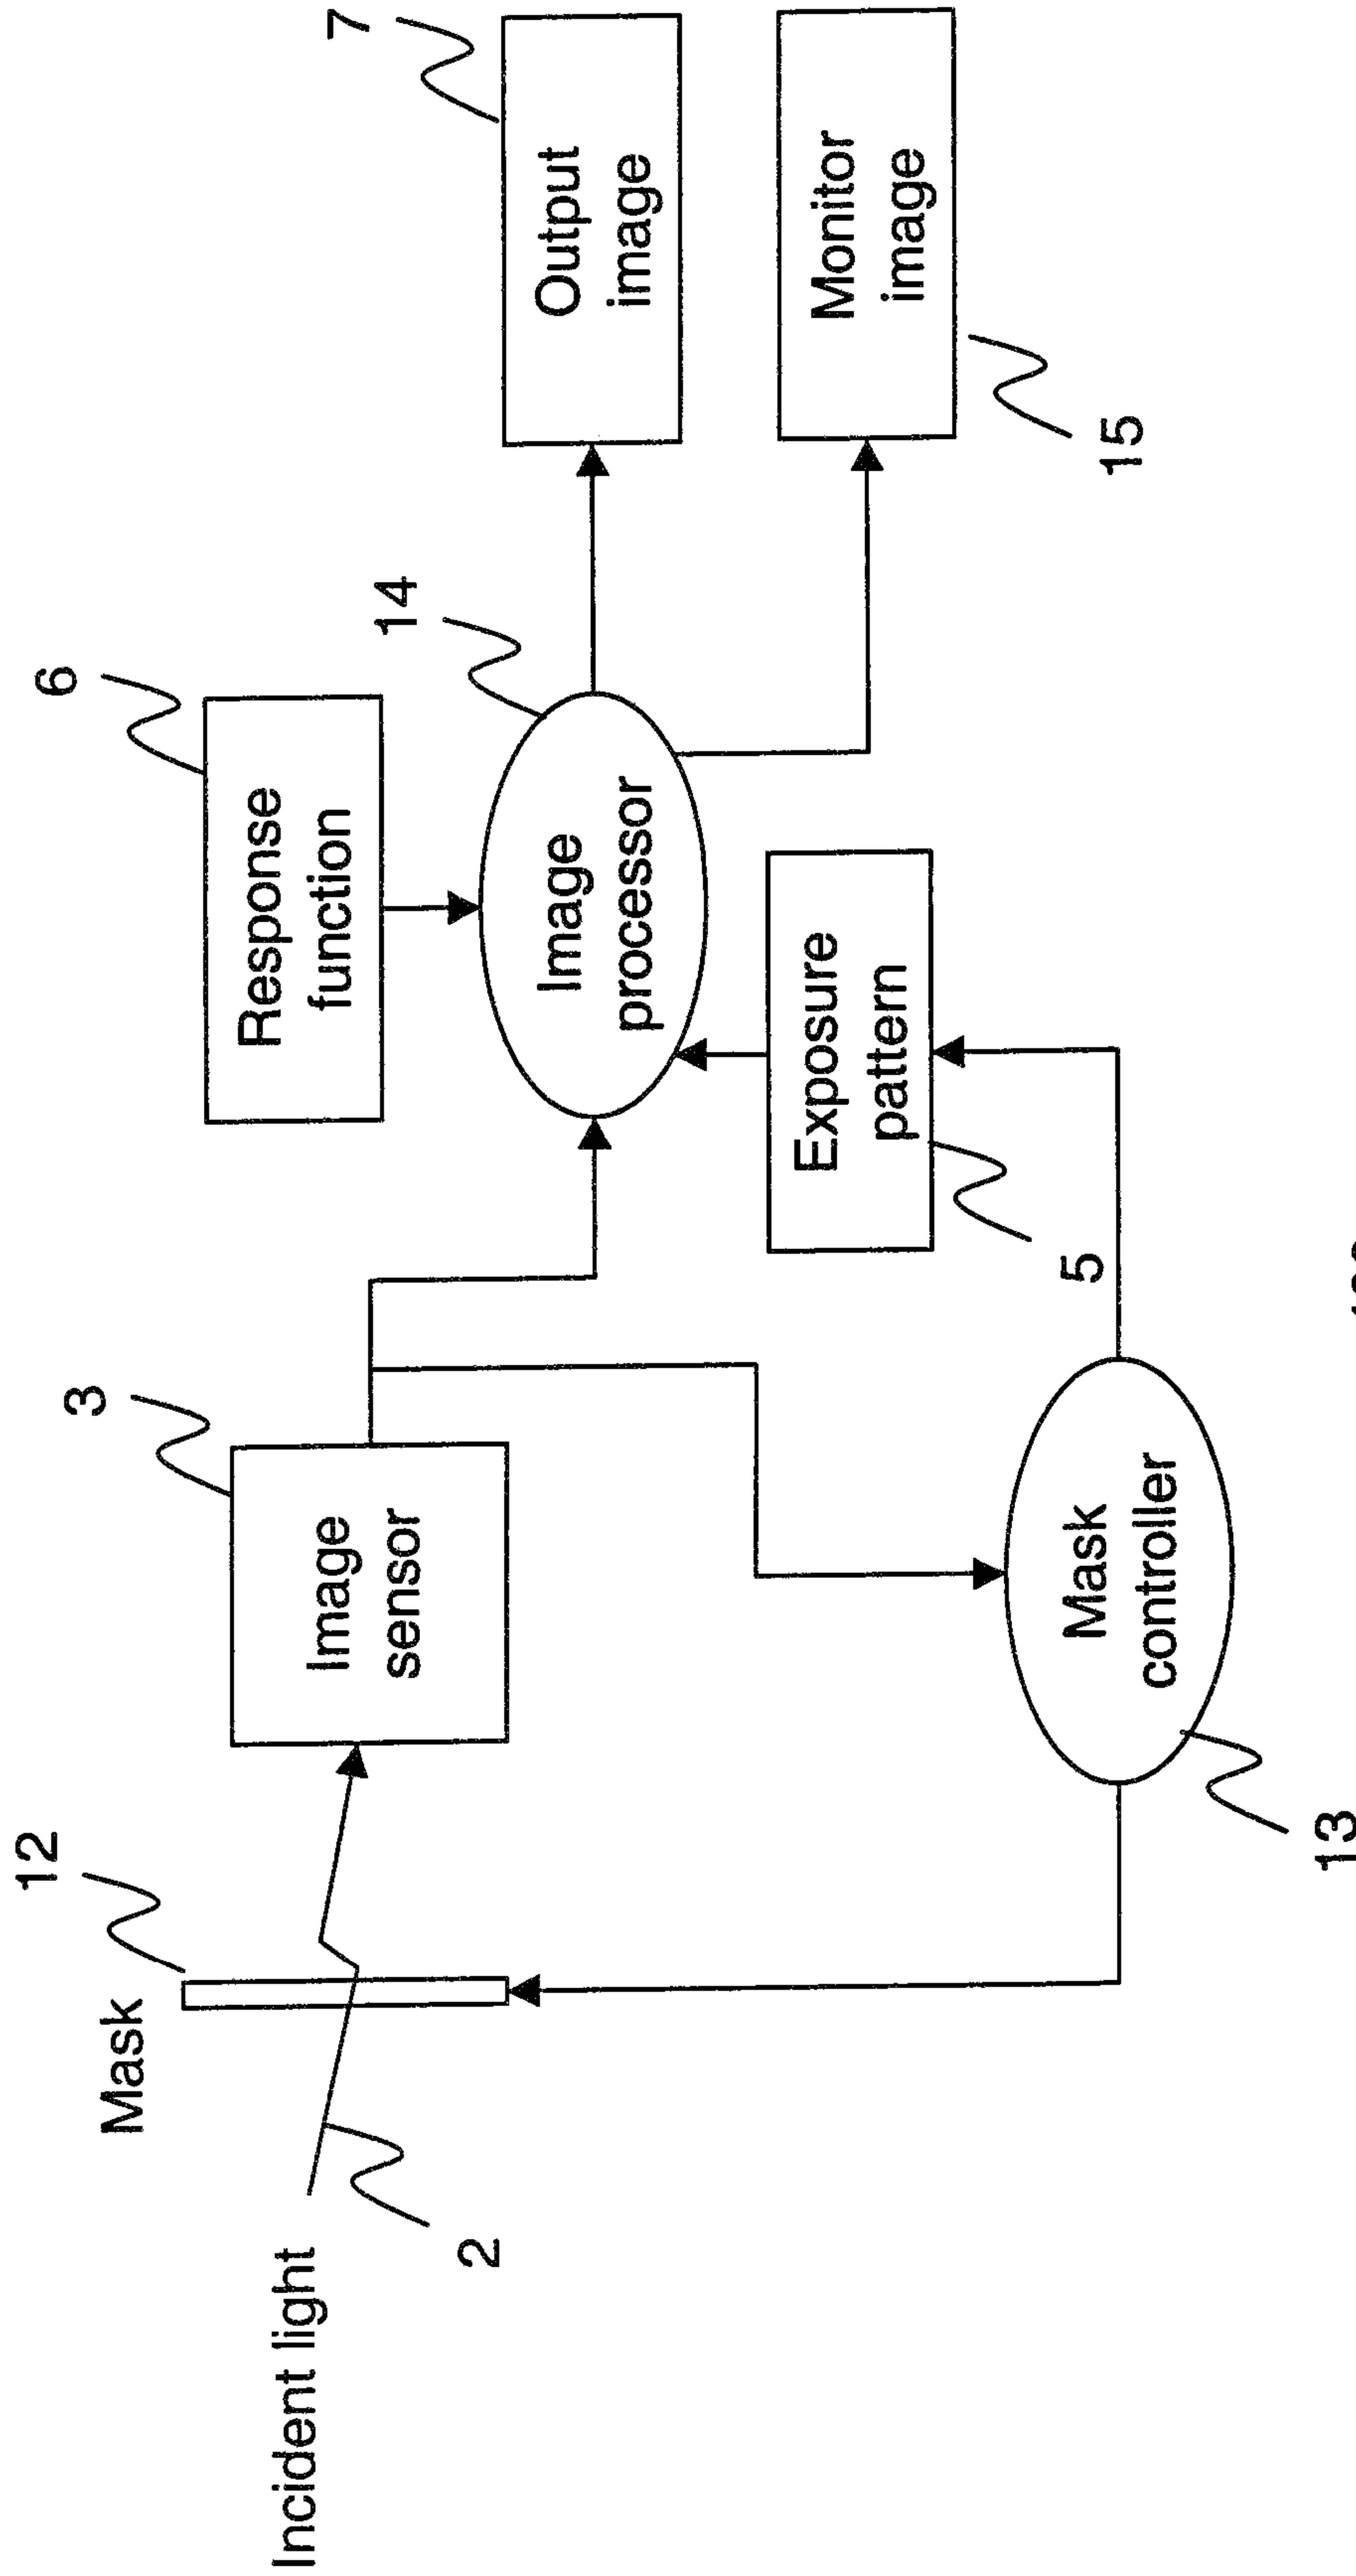 Incident light
2
Mask
12
Image
sensor
3
Mask
controller
13
Exposure
pattern
5
Response
function
6
Image
processor
14
Output
image
7
Monitor
image
15